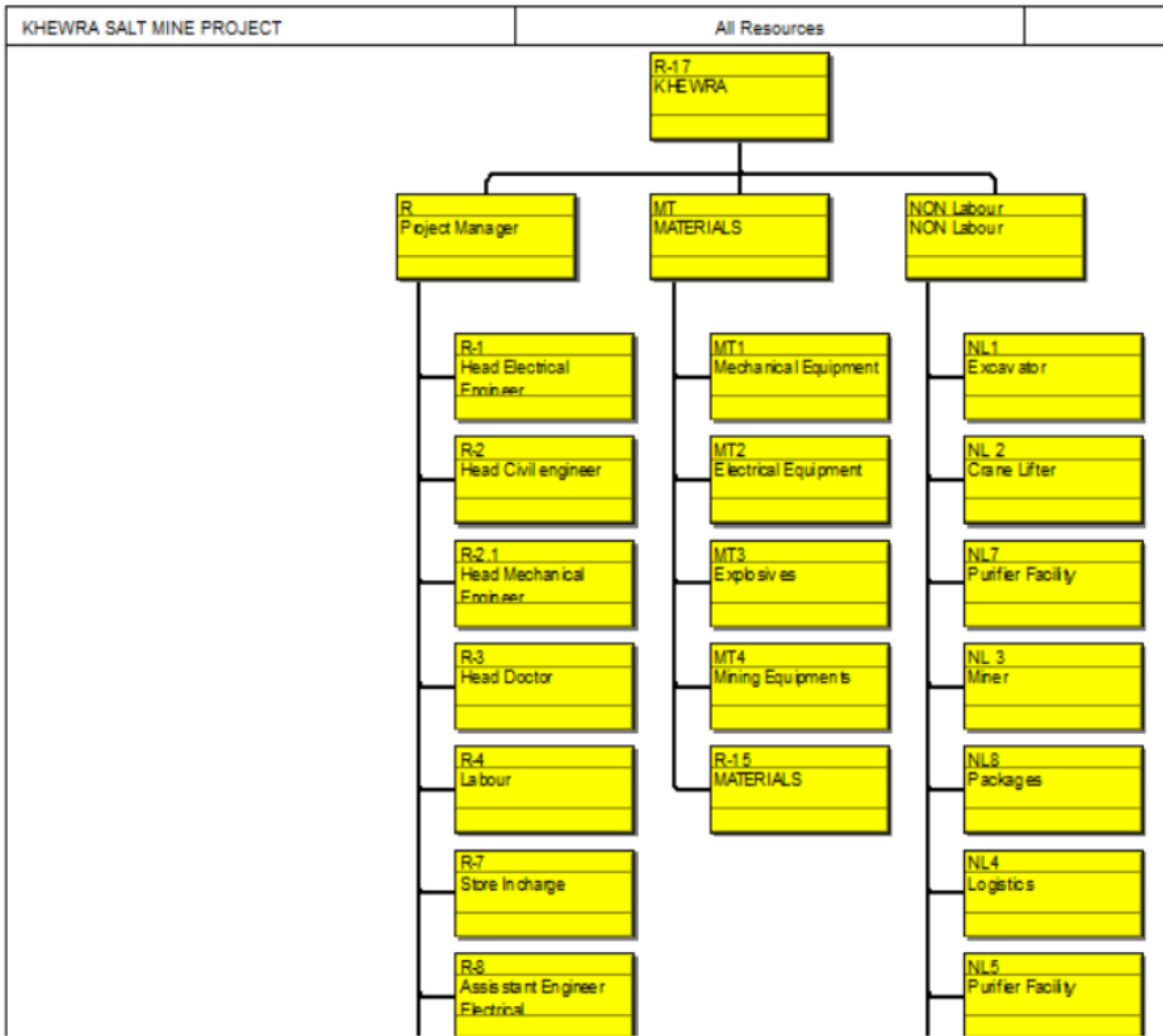 KHEWRA SALT MINE PROJECT
All Resources
R-17
KHEWRA
R
Project Manager
MT
MATERIALS
NON Labour
NON Labour
R-1
Head Electrical
Engineer
MT1
Mechanical Equipment
NL1
Excavator
R-2
Head Civil engineer
MT2
Electrical Equipment
NL 2
Crane Lifter
R-2.1
Head Mechanical
Engineer
MT3
Explosives
NL7
Purifier Facility
R-3
Head Doctor
MT4
Mining Equipments
NL 3
Miner
R-4
Labour
R-15
MATERIALS
NL8
Packages
R-7
Store Incharge
NL4
Logistics
R-8
Assisstant Engineer
Electrical
NL5
Purifier Facility